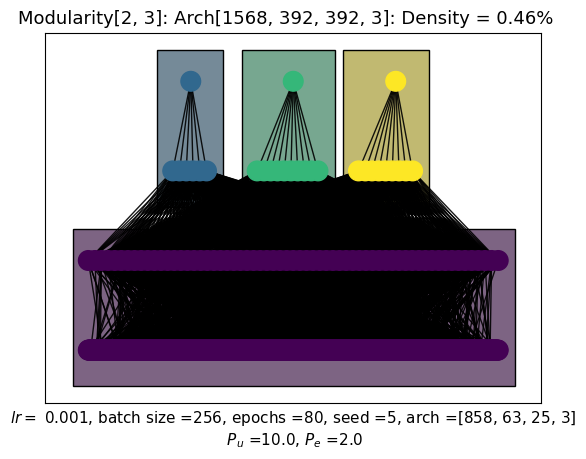 Modularity[2, 3]: Arch[1568, 392, 392, 3]: Density = 0.46%
lr = 0.001, batch size =256, epochs =80, seed =5, arch =[858, 63, 25, 3]
P_u =10.0, P_e =2.0